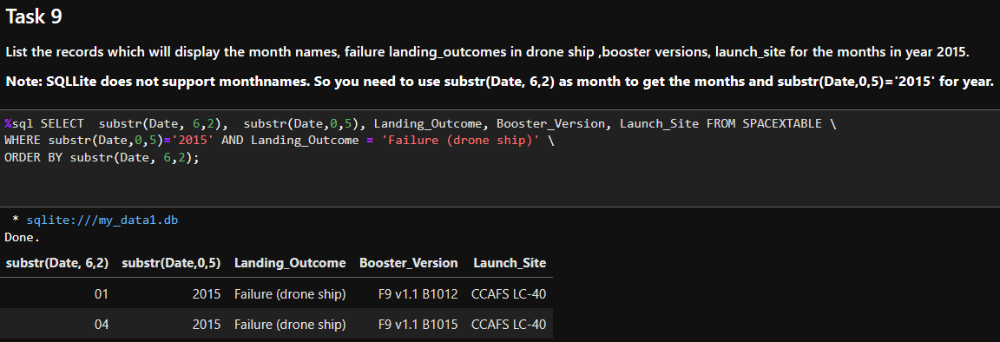 Task 9
List the records which will display the month names, failure landing_outcomes in drone ship ,booster versions, launch_site for the months in year 2015.
Note: SQLLite does not support monthnames. So you need to use substr(Date, 6,2) as month to get the months and substr(Date,0,5)='2015' for year.
%sql SELECT  substr(Date, 6,2),  substr(Date,0,5), Landing_Outcome, Booster_Version, Launch_Site FROM SPACEXTABLE \
WHERE substr(Date,0,5)='2015' AND Landing_Outcome = 'Failure (drone ship)' \
ORDER BY substr(Date, 6,2);
* sqlite:///my_data1.db
Done.
substr(Date, 6,2) substr(Date,0,5) Landing_Outcome Booster_Version Launch_Site
01 2015 Failure (drone ship) F9 v1.1 B1012 CCAFS LC-40
04 2015 Failure (drone ship) F9 v1.1 B1015 CCAFS LC-40